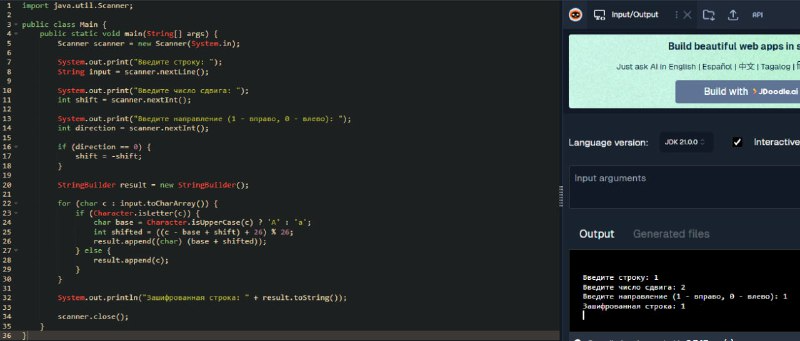 1 import java.util.Scanner;
2
3 public class Main {
4 public static void main(String[] args) {
5 Scanner scanner = new Scanner(System.in);
6
7 System.out.print("Введите строку: ");
8 String input = scanner.nextLine();
9
10 System.out.print("Введите число сдвига: ");
11 int shift = scanner.nextInt();
12
13 System.out.print("Введите направление (1 - вправо, 0 - влево): ");
14 int direction = scanner.nextInt();
15
16 if (direction == 0) {
17 shift = -shift;
18 }
19
20 StringBuilder result = new StringBuilder();
21
22 for (char c : input.toCharArray()) {
23 if (Character.isLetter(c)) {
24 char base = Character.isUpperCase(c) ? 'A' : 'a';
25 int shifted = ((c - base + shift) + 26) % 26;
26 result.append((char) (base + shifted));
27 } else {
28 result.append(c);
29 }
30 }
31
32 System.out.println("Зашифрованная строка: " + result.toString());
33
34 scanner.close();
35 }
36 }
Input/Output
API
Build beautiful web apps in s
Just ask AI in English | Español | 中文 | Tagalog |
Build with JDoodle.ai
Language version:
JDK 21.0.0
Interactive
Input arguments
Output
Generated files
Введите строку: 1
Введите число сдвига: 2
Введите направление (1 - вправо, 0 - влево): 1
Зашифрованная строка: 1